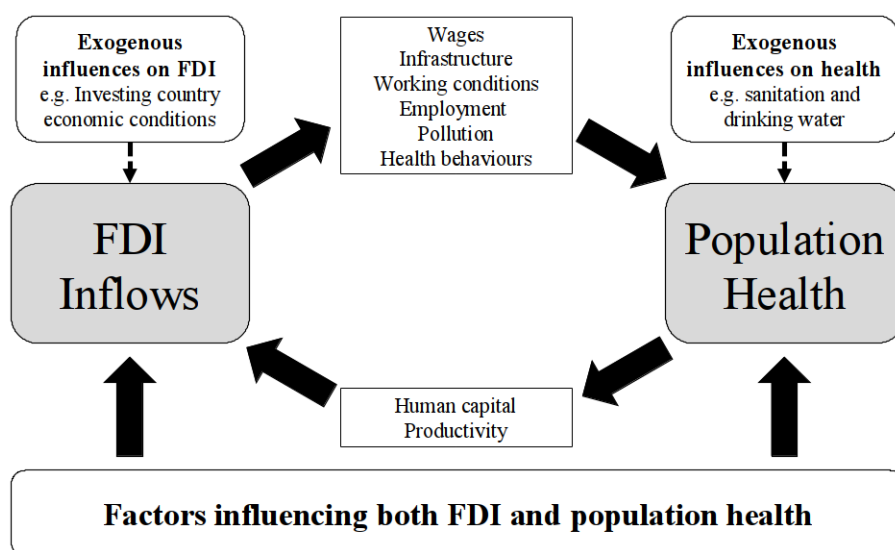 Exogenous
influences on FDI
e.g. Investing country
economic conditions
Wages
Infrastructure
Working conditions
Employment
Pollution
Health behaviours
Exogenous
influences on health
e.g. sanitation and
drinking water
FDI
Inflows
Population
Health
Human capital
Productivity
Factors influencing both FDI and population health